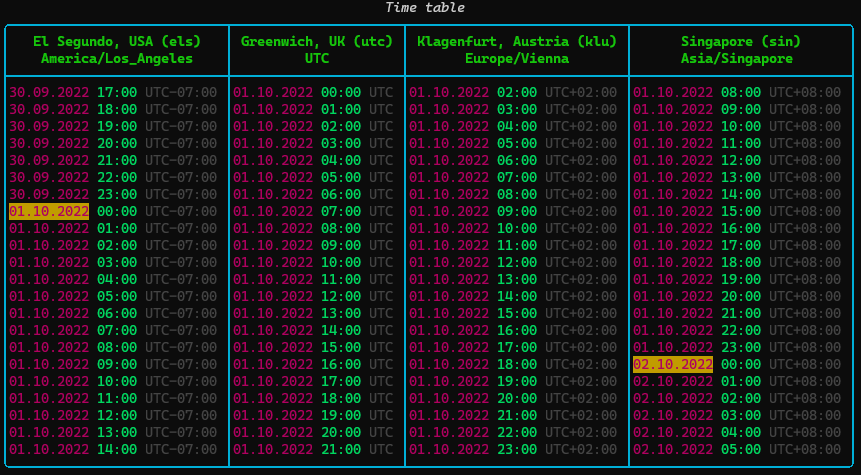 Time table
El Segundo, USA (els) Greenwich, UK (utc) Klagenfurt, Austria (klu) Singapore (sin)
America/Los_Angeles UTC Europe/Vienna Asia/Singapore
30.09.2022 17:00 UTC-07:00 01.10.2022 00:00 UTC 01.10.2022 02:00 UTC+02:00 01.10.2022 08:00 UTC+08:00
30.09.2022 18:00 UTC-07:00 01.10.2022 01:00 UTC 01.10.2022 03:00 UTC+02:00 01.10.2022 09:00 UTC+08:00
30.09.2022 19:00 UTC-07:00 01.10.2022 02:00 UTC 01.10.2022 04:00 UTC+02:00 01.10.2022 10:00 UTC+08:00
30.09.2022 20:00 UTC-07:00 01.10.2022 03:00 UTC 01.10.2022 05:00 UTC+02:00 01.10.2022 11:00 UTC+08:00
30.09.2022 21:00 UTC-07:00 01.10.2022 04:00 UTC 01.10.2022 06:00 UTC+02:00 01.10.2022 12:00 UTC+08:00
30.09.2022 22:00 UTC-07:00 01.10.2022 05:00 UTC 01.10.2022 07:00 UTC+02:00 01.10.2022 13:00 UTC+08:00
30.09.2022 23:00 UTC-07:00 01.10.2022 06:00 UTC 01.10.2022 08:00 UTC+02:00 01.10.2022 14:00 UTC+08:00
01.10.2022 00:00 UTC-07:00 01.10.2022 07:00 UTC 01.10.2022 09:00 UTC+02:00 01.10.2022 15:00 UTC+08:00
01.10.2022 01:00 UTC-07:00 01.10.2022 08:00 UTC 01.10.2022 10:00 UTC+02:00 01.10.2022 16:00 UTC+08:00
01.10.2022 02:00 UTC-07:00 01.10.2022 09:00 UTC 01.10.2022 11:00 UTC+02:00 01.10.2022 17:00 UTC+08:00
01.10.2022 03:00 UTC-07:00 01.10.2022 10:00 UTC 01.10.2022 12:00 UTC+02:00 01.10.2022 18:00 UTC+08:00
01.10.2022 04:00 UTC-07:00 01.10.2022 11:00 UTC 01.10.2022 13:00 UTC+02:00 01.10.2022 19:00 UTC+08:00
01.10.2022 05:00 UTC-07:00 01.10.2022 12:00 UTC 01.10.2022 14:00 UTC+02:00 01.10.2022 20:00 UTC+08:00
01.10.2022 06:00 UTC-07:00 01.10.2022 13:00 UTC 01.10.2022 15:00 UTC+02:00 01.10.2022 21:00 UTC+08:00
01.10.2022 07:00 UTC-07:00 01.10.2022 14:00 UTC 01.10.2022 16:00 UTC+02:00 01.10.2022 22:00 UTC+08:00
01.10.2022 08:00 UTC-07:00 01.10.2022 15:00 UTC 01.10.2022 17:00 UTC+02:00 01.10.2022 23:00 UTC+08:00
01.10.2022 09:00 UTC-07:00 01.10.2022 16:00 UTC 01.10.2022 18:00 UTC+02:00 02.10.2022 00:00 UTC+08:00
01.10.2022 10:00 UTC-07:00 01.10.2022 17:00 UTC 01.10.2022 19:00 UTC+02:00 02.10.2022 01:00 UTC+08:00
01.10.2022 11:00 UTC-07:00 01.10.2022 18:00 UTC 01.10.2022 20:00 UTC+02:00 02.10.2022 02:00 UTC+08:00
01.10.2022 12:00 UTC-07:00 01.10.2022 19:00 UTC 01.10.2022 21:00 UTC+02:00 02.10.2022 03:00 UTC+08:00
01.10.2022 13:00 UTC-07:00 01.10.2022 20:00 UTC 01.10.2022 22:00 UTC+02:00 02.10.2022 04:00 UTC+08:00
01.10.2022 14:00 UTC-07:00 01.10.2022 21:00 UTC 01.10.2022 23:00 UTC+02:00 02.10.2022 05:00 UTC+08:00